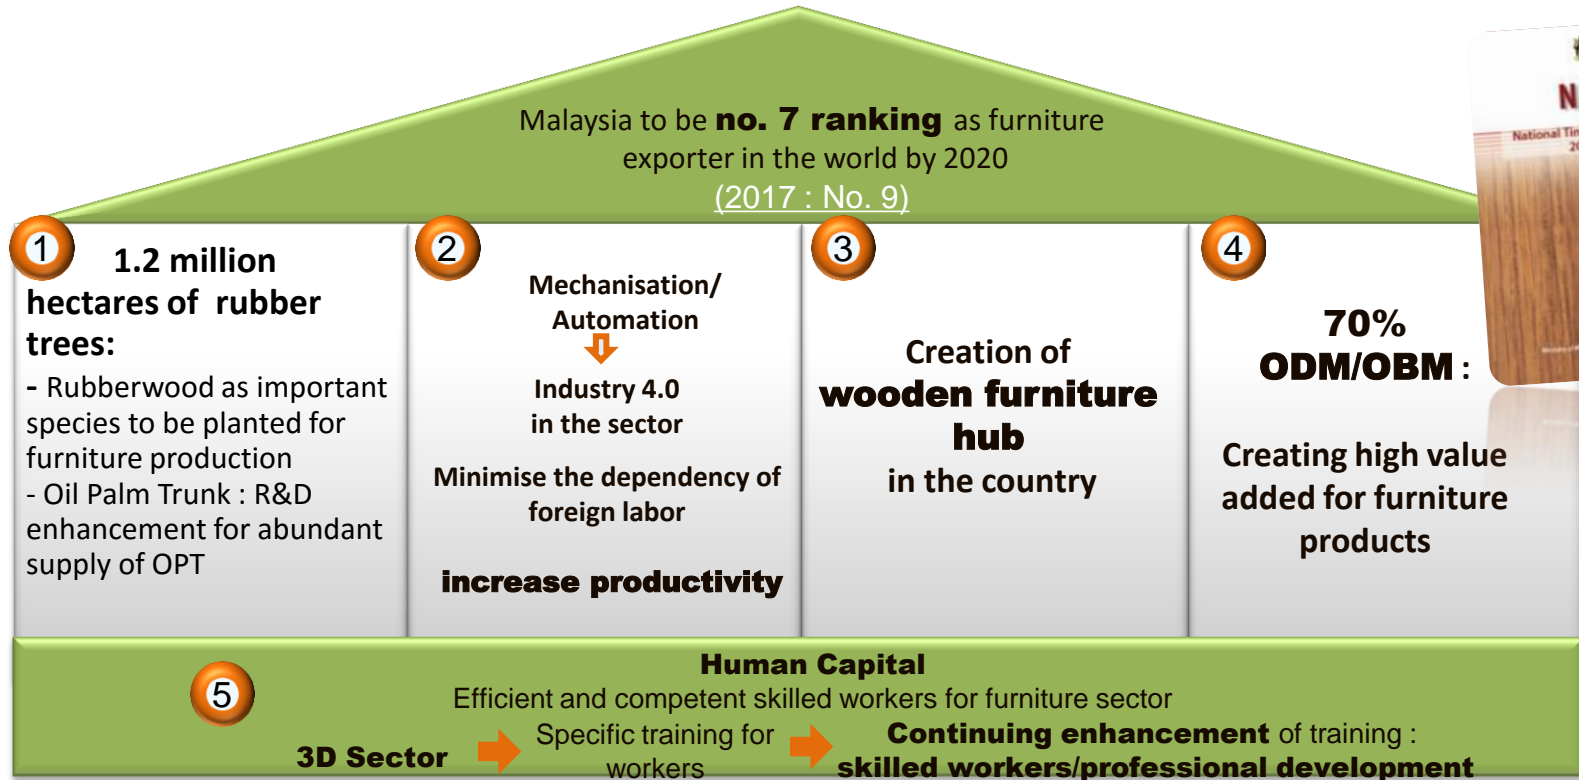 Malaysia to be no. 7 ranking as furniture
exporter in the world by 2020
(2017 : No. 9)
National
1
1.2 million
hectares of rubber
trees:
- Rubberwood as important
species to be planted for
furniture production
- Oil Palm Trunk : R&D
enhancement for abundant
supply of OPT
2
Mechanisation/
Automation
Industry 4.0
in the sector
Minimise the dependency of
foreign labor
increase productivity
3
Creation of
wooden furniture
hub
in the country
4
70%
ODM/OBM :
Creating high value
added for furniture
products
5
Human Capital
Efficient and competent skilled workers for furniture sector
3D Sector
Specific training for
workers
Continuing enhancement of training :
skilled workers/professional development